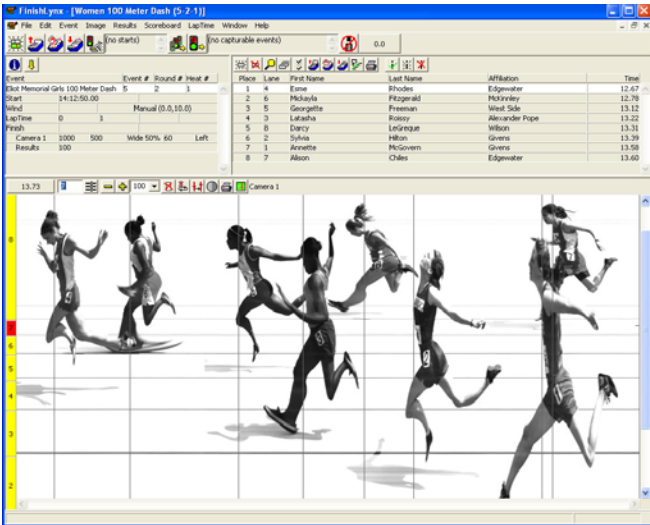 FinishLynx - [Women 100 Meter Dash (5-2-1)]
File Edit Event Image Results Scoreboard LapTime Window Help
(no starts) (no capturable events) 0.0
Event Event # Round # Heat #
Eliot Memorial Girls 100 Meter Dash 5 2 1
Start 14:12:50.00
Wind Manual (0.0,10.0)
LapTime 0 1
Finish
Camera 1 1000 500 Wide 50% 60 Left
Results 100
Place Lane First Name Last Name Affiliation Time
1 4 Esme Rhodes Edgewater 12.67
2 6 Mickayla Fitzgerald McKinley 12.78
3 5 Georgette Freeman West Side 13.12
4 3 Latasha Roissy Alexander Pope 13.22
5 8 Darcy LeGreque Wilson 13.31
6 2 Sylvia Hilton Givens 13.39
7 1 Annette McGovern Givens 13.58
8 7 Alison Chiles Edgewater 13.60
13.73 100 Camera 1
8
7
6
5
4
3
2